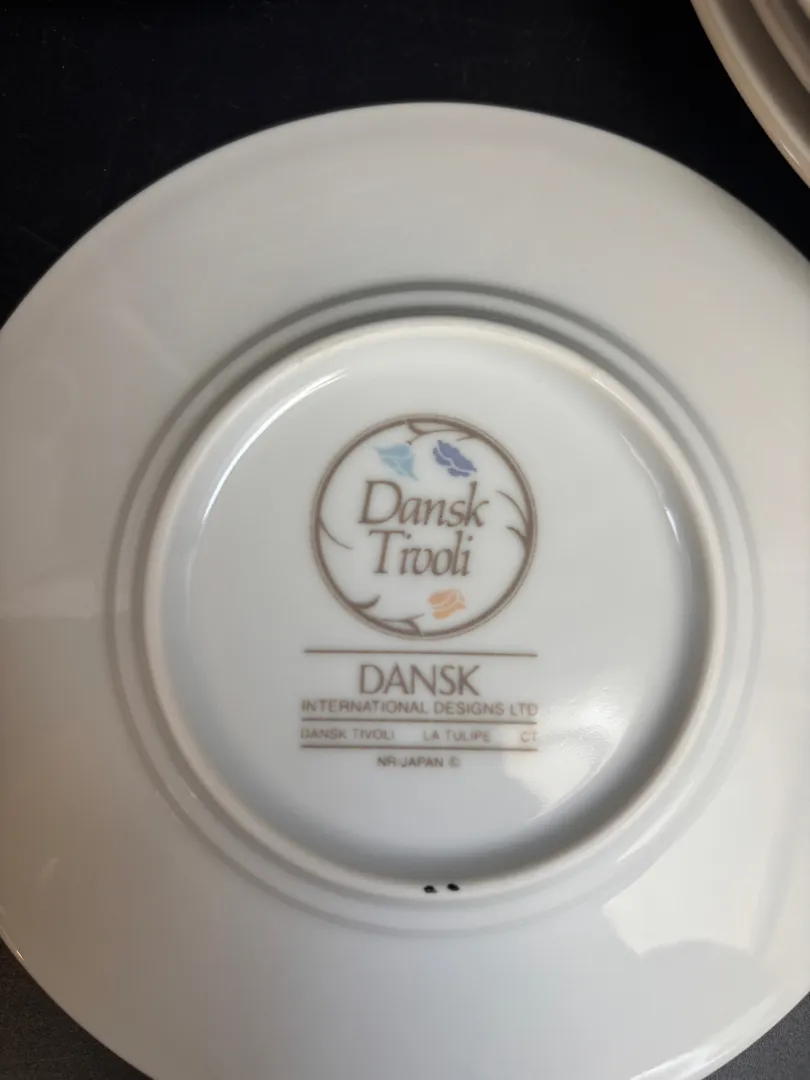 Dansk
Tivoli
DANSK
INTERNATIONAL DESIGNS LTD
DANSK TIVOLI LA TULIPE CT
NR JAPAN ©